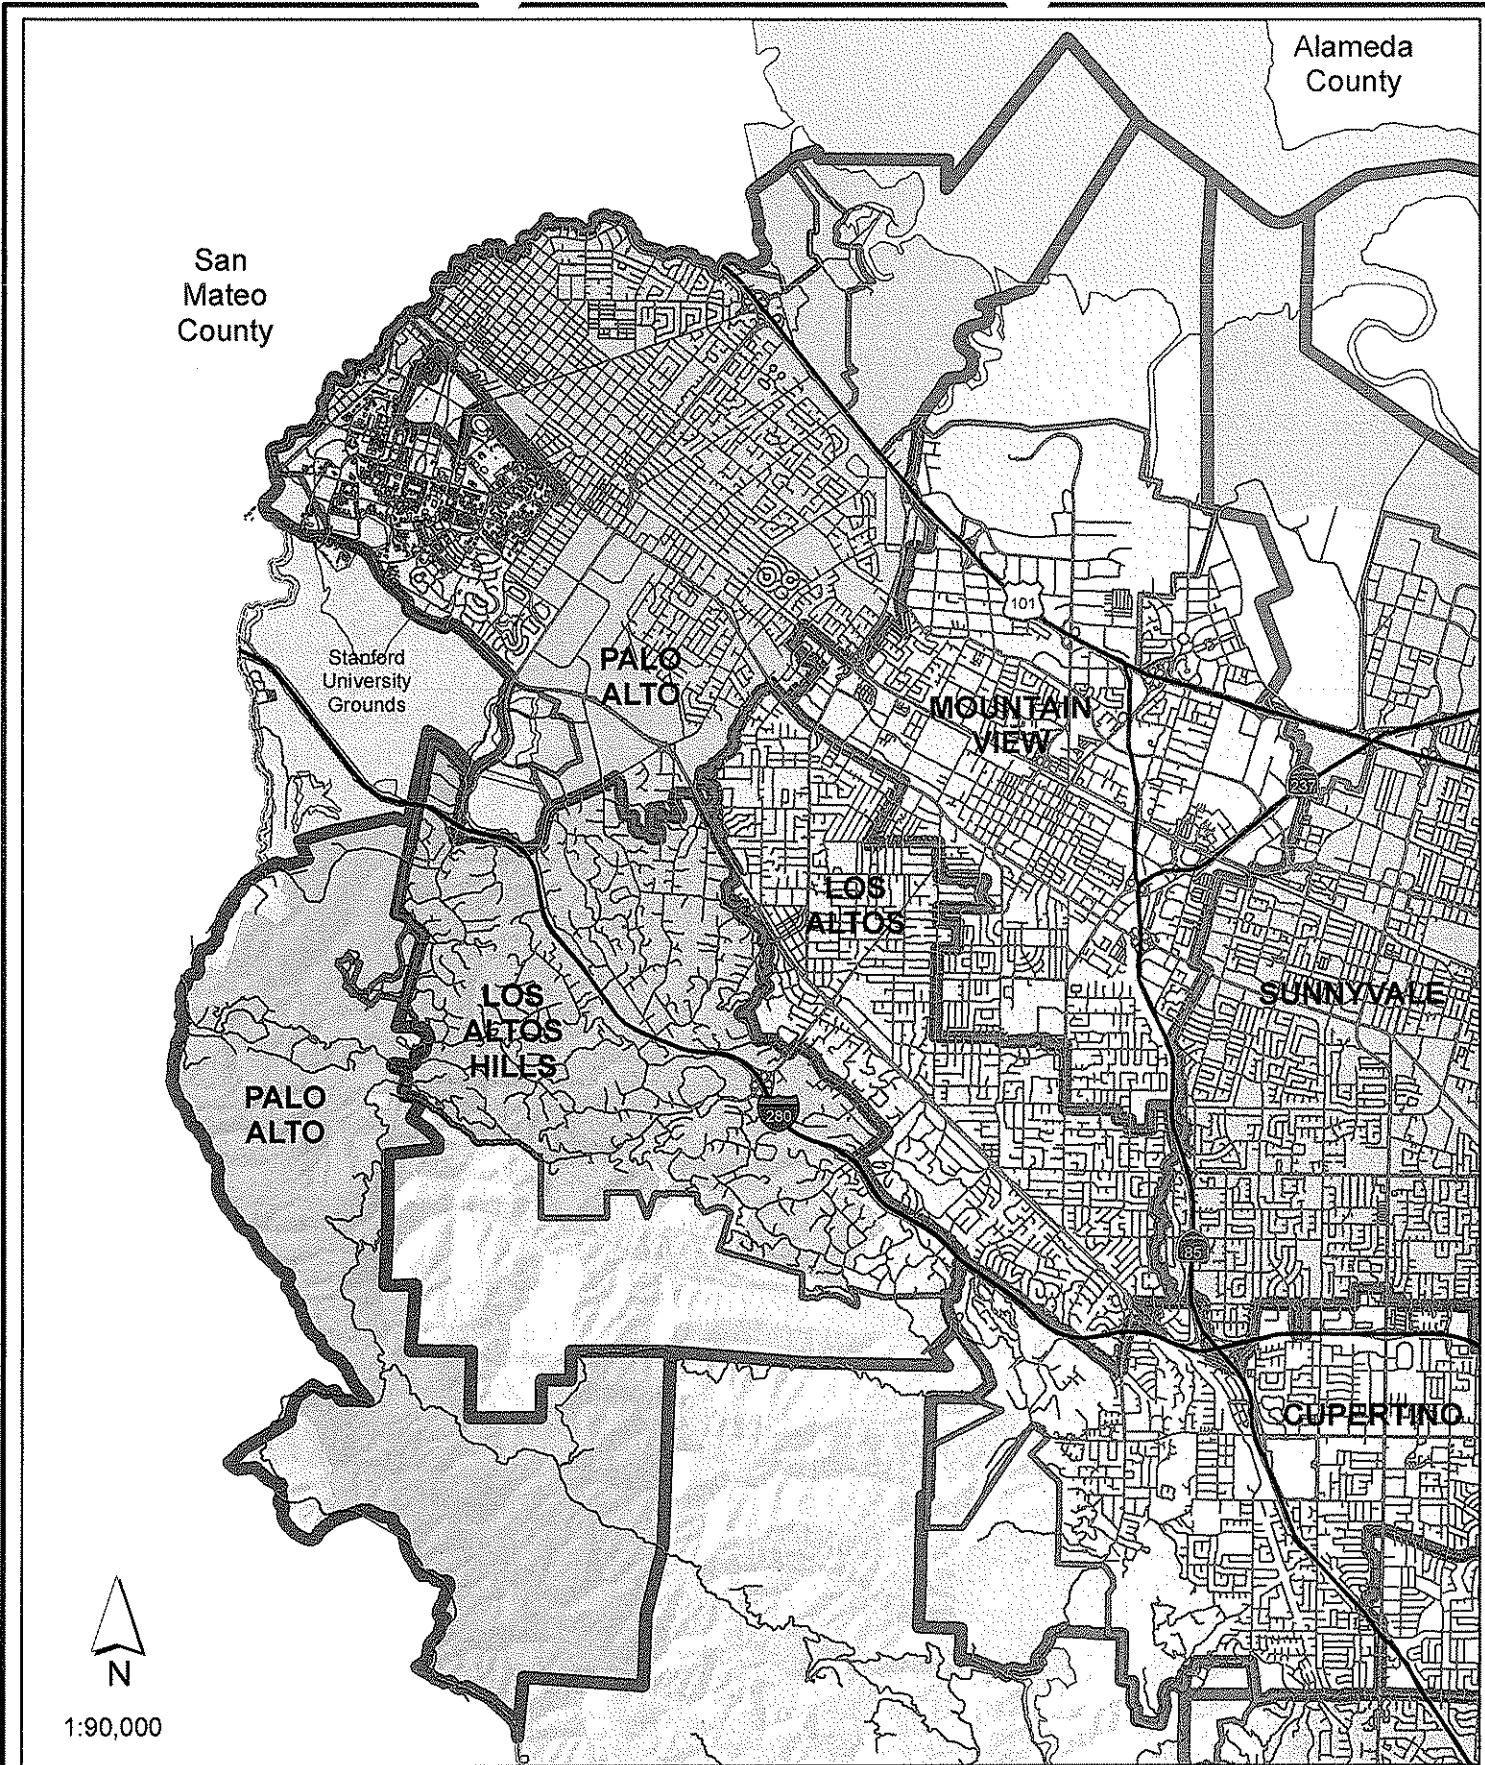 Alameda
County
San
Mateo
County
101
Stanford
University
Grounds
PALO
ALTO
MOUNTAIN
VIEW
237
LOS
ALTOS
SUNNYVALE
LOS
ALTOS
HILLS
PALO
ALTO
280
85
CUPERTINO
N
1:90,000